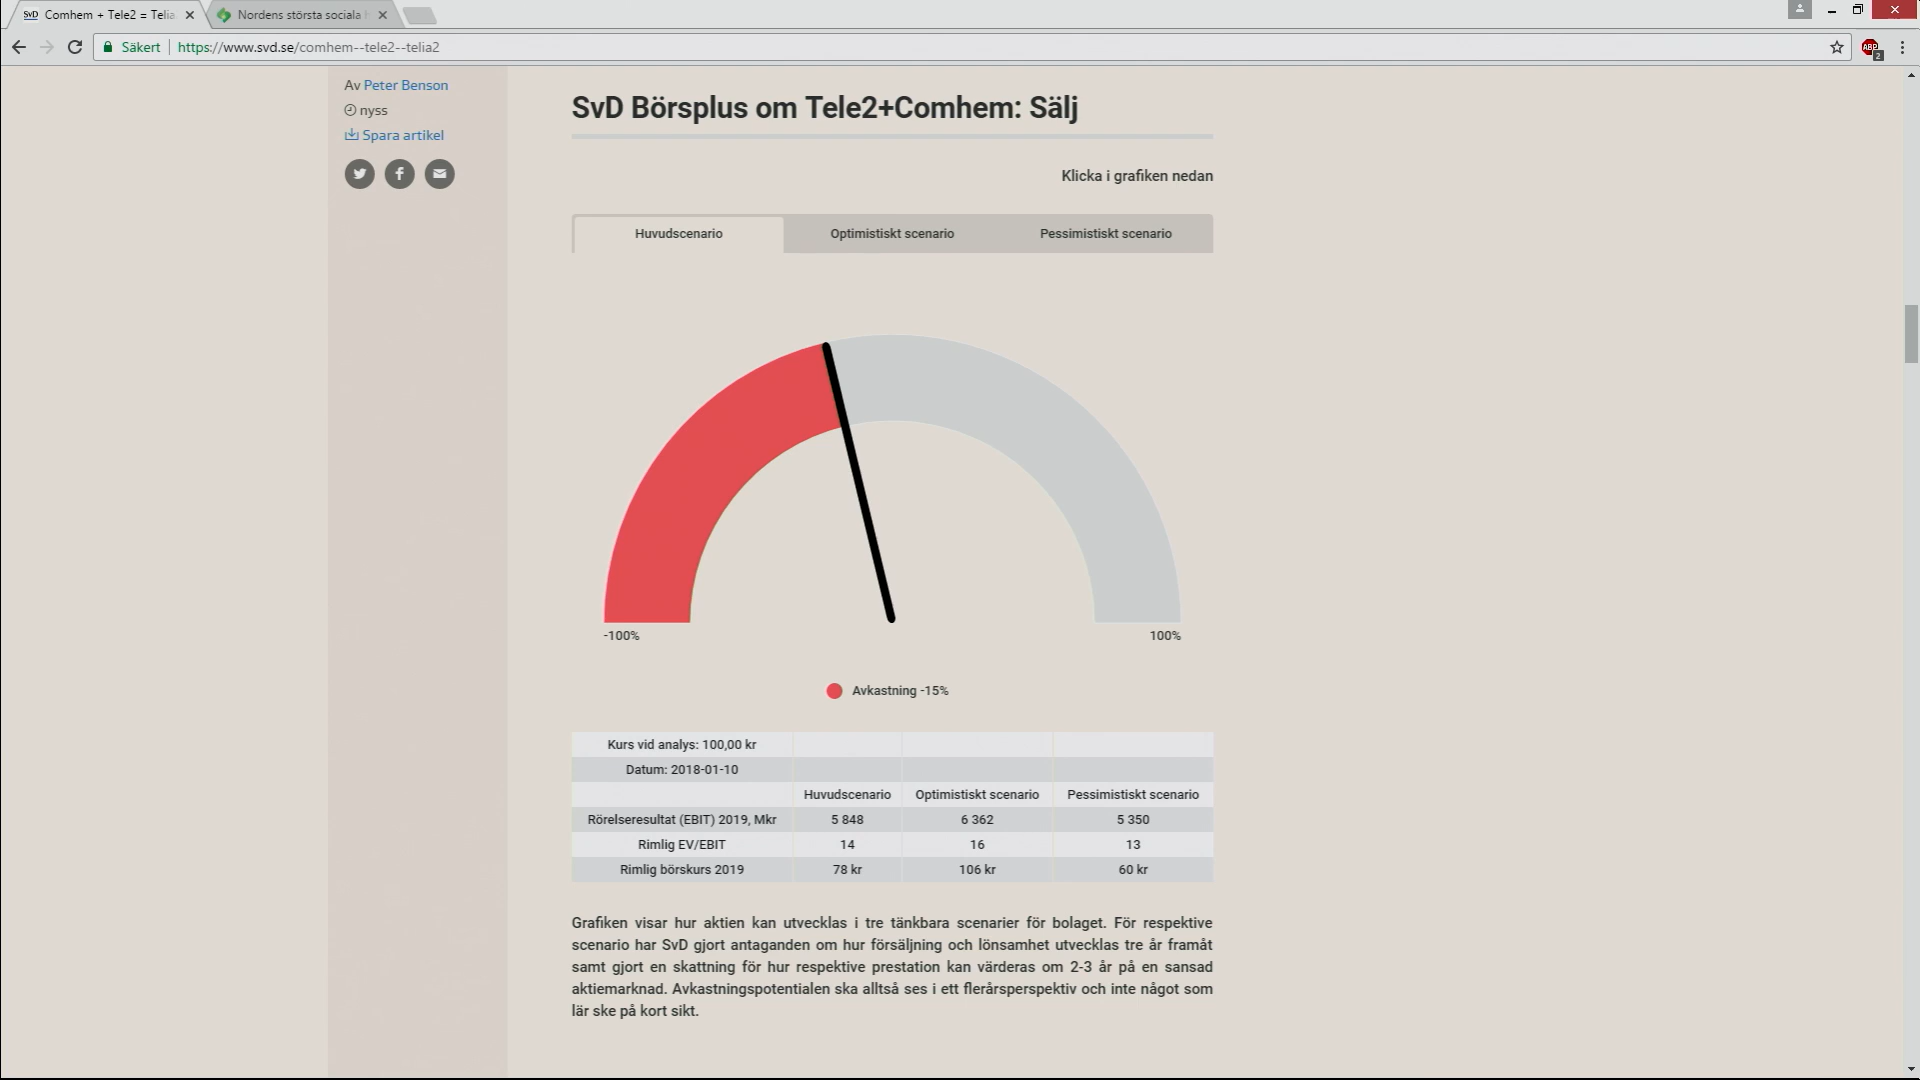 SvD Comhem + Tele2 = Telia
Nordens största sociala
Säkert https://www.svd.se/comhem--tele2--telia2
ABP
2
Av Peter Benson
nyss
Spara artikel
SvD Börsplus om Tele2+Comhem: Sälj
Klicka i grafiken nedan
Huvudscenario Optimistiskt scenario Pessimistiskt scenario
-100% 100%
Avkastning -15%
Kurs vid analys: 100,00 kr
Datum: 2018-01-10
Huvudscenario Optimistiskt scenario Pessimistiskt scenario
Rörelseresultat (EBIT) 2019, Mkr 5 848 6 362 5 350
Rimlig EV/EBIT 14 16 13
Rimlig börskurs 2019 78 kr 106 kr 60 kr
Grafiken visar hur aktien kan utvecklas i tre tänkbara scenarier för bolaget. För respektive
scenario har SvD gjort antaganden om hur försäljning och lönsamhet utvecklas tre år framåt
samt gjort en skattning för hur respektive prestation kan värderas om 2-3 år på en sansad
aktiemarknad. Avkastningspotentialen ska alltså ses i ett flerårsperspektiv och inte något som
lär ske på kort sikt.